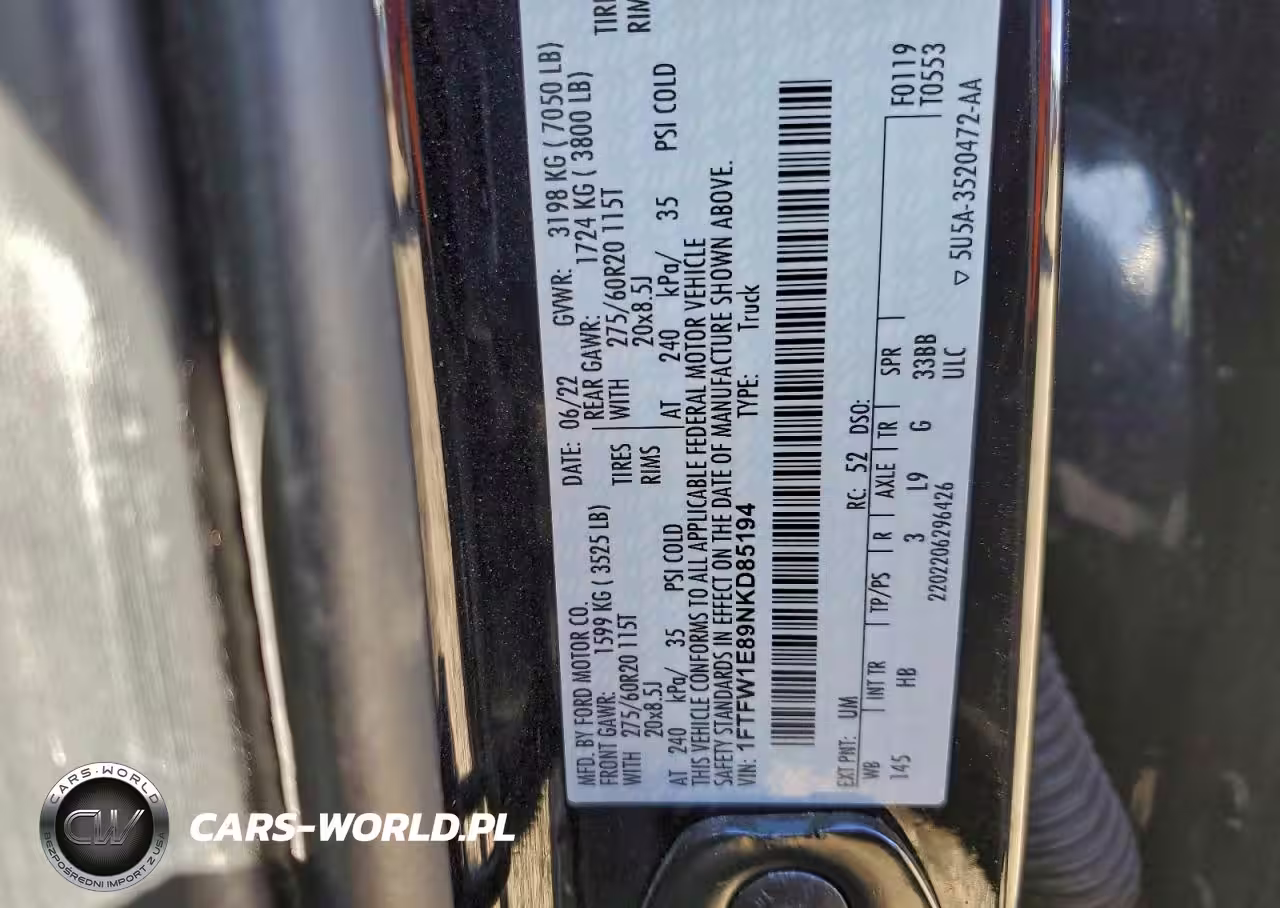 MFD. BY FORD MOTOR CO.
DATE: 06/22 GVWR: 3198 KG ( 7050 LB)
FRONT GAWR: 1599 KG ( 3525 LB)
REAR GAWR: 1724 KG ( 3800 LB)
WITH 275/60R20 115T TIRES
WITH 275/60R20 115T
20x8.5J RIMS
20x8.5J
AT 240 kPa/ 35 PSI COLD
AT 240 kPa/ 35 PSI COLD
THIS VEHICLE CONFORMS TO ALL APPLICABLE FEDERAL MOTOR VEHICLE
SAFETY STANDARDS IN EFFECT ON THE DATE OF MANUFACTURE SHOWN ABOVE.
VIN: 1FTFW1E89NKD85194 TYPE: Truck
EXT PNT: UM RC: 52 DSO:
F0119
T0553
WB INT TR TP/PS R AXLE TR SPR
145 HB 3 L9 G 33BB
2202206296426 ULC
▽ 5U5A-3520472-AA
CARS-WORLD
CW
BEZPOŚREDNI IMPORT Z USA
CARS-WORLD.PL